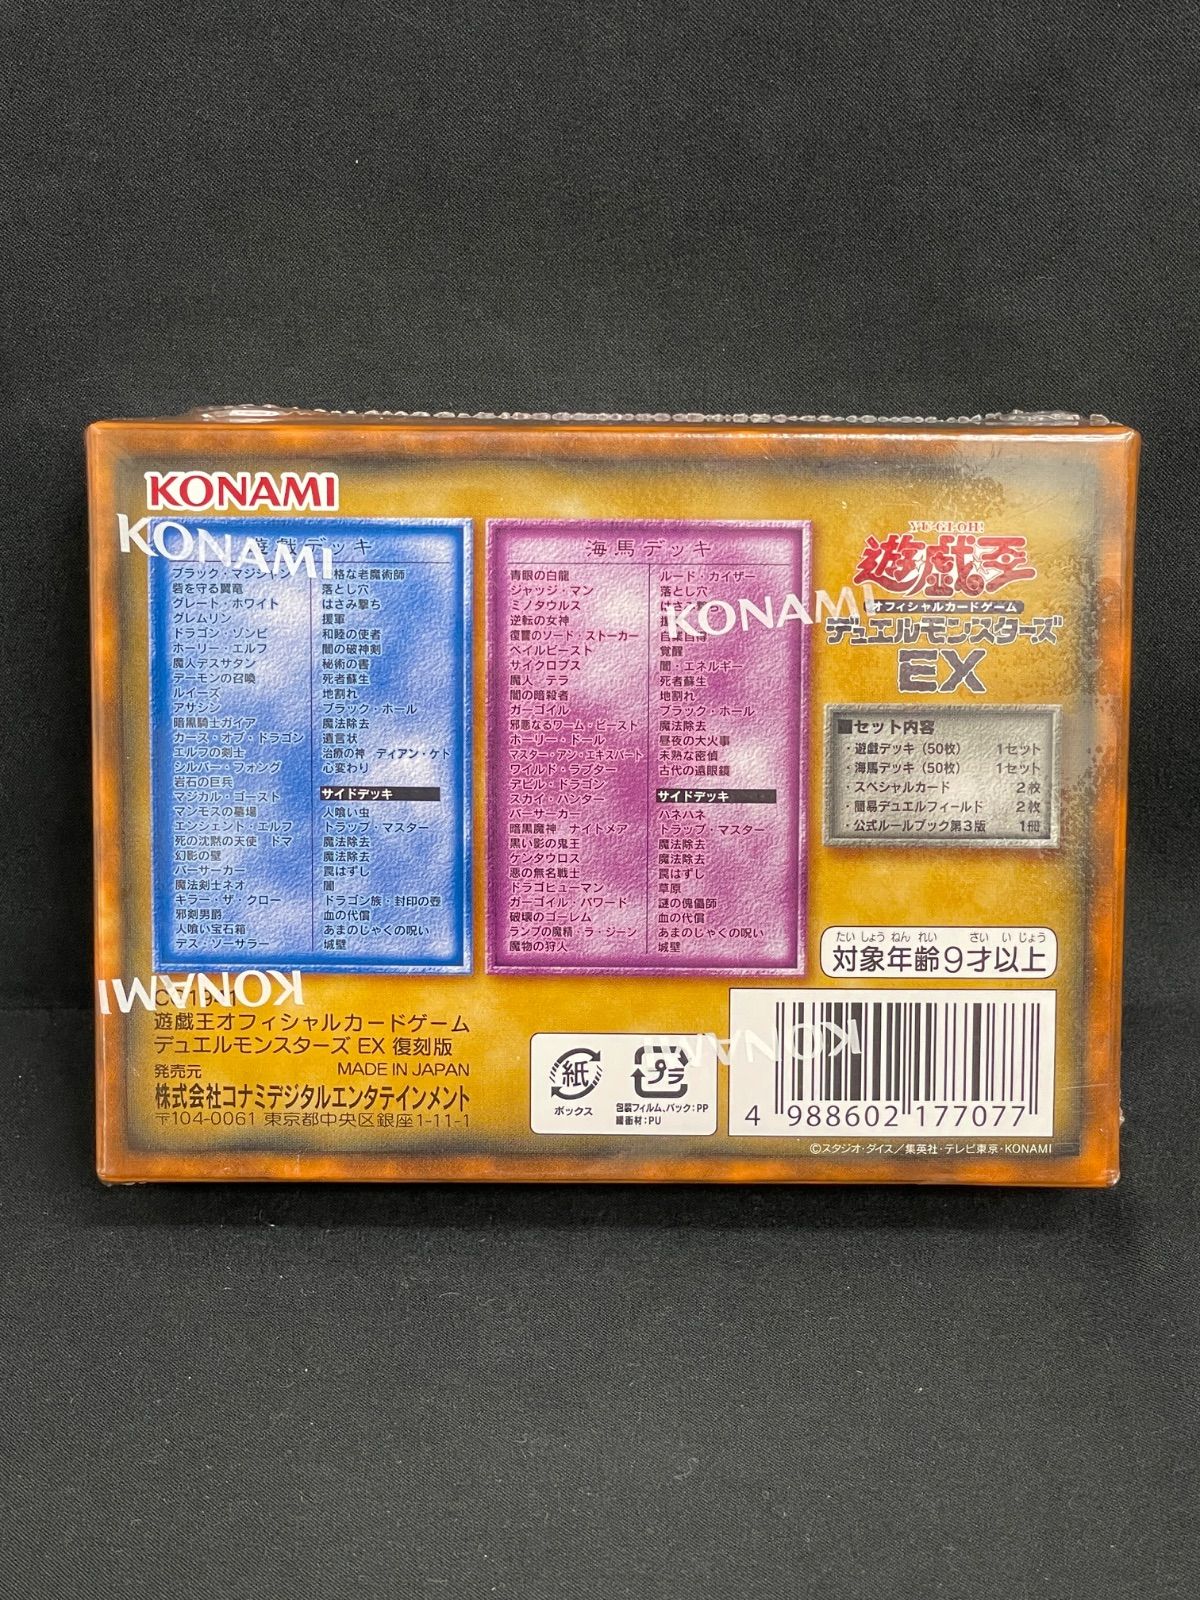 KONAMI
KONAMI
遊戯デッキ
ブラック・マジシャン
砦を守る翼竜
グレート・ホワイト
グレムリン
ドラゴン・ゾンビ
ホーリー・エルフ
魔人デスサタン
デーモンの召喚
ルイーズ
アサシン
暗黒騎士ガイア
カース・オブ・ドラゴン
エルフの剣士
シルバー・フォング
岩石の巨兵
マジカル・ゴースト
マンモスの墓場
エンシェント・エルフ
死の沈黙の天使 ドマ
幻影の壁
バーサーカー
魔法剣士ネオ
キラー・ザ・クロー
邪剣男爵
人喰い宝石箱
デス・ソーサラー
格な老魔術師
落とし穴
はさみ撃ち
援軍
和睦の使者
闇の破神剣
秘術の書
死者蘇生
地割れ
ブラック・ホール
魔法除去
遺言状
治療の神 ディアン・ケト
心変わり
サイドデッキ
人喰い虫
トラップ・マスター
魔法除去
魔法除去
罠はずし
闇
ドラゴン族・封印の壺
血の代償
あまのじゃくの呪い
城壁
海馬デッキ
青眼の白龍
ジャッジ・マン
ミノタウルス
逆転の女神
復讐のソード・ストーカー
ペイルビースト
サイクロプス
魔人 テラ
闇の暗殺者
ガーゴイル
邪悪なるワーム・ビースト
ホーリー・ドール
マスター・アン・エキスパート
ワイルド・ラプター
デビル・ドラゴン
スカイ・ハンター
バーサーカー
暗黒魔神 ナイトメア
黒い影の鬼王
ケンタウロス
悪の無名戦士
ドラゴヒューマン
ガーゴイル・パワード
破壊のゴーレム
ランプの魔精・ラ・ジーン
魔物の狩人
ルード・カイザー
落とし穴
はさみ撃ち
KONAMI
自業自得
覚醒
闇・エネルギー
死者蘇生
地割れ
ブラック・ホール
魔法除去
昼夜の大火事
未熟な密偵
古代の遠眼鏡
サイドデッキ
ハネハネ
トラップ・マスター
魔法除去
魔法除去
罠はずし
草原
謎の傀儡師
血の代償
あまのじゃくの呪い
城壁
YU-GI-OH!
遊戯王
オフィシャルカードゲーム
デュエルモンスターズ
EX
■セット内容
・遊戯デッキ（50枚） 1セット
・海馬デッキ（50枚） 1セット
・スペシャルカード 2枚
・簡易デュエルフィールド 2枚
・公式ルールブック第3版 1冊
たいしょうねんれい さいいじょう
対象年齢9才以上
KONAMI
遊戯王オフィシャルカードゲーム
デュエルモンスターズ EX 復刻版
発売元 MADE IN JAPAN
株式会社コナミデジタルエンタテインメント
〒104-0061 東京都中央区銀座1-11-1
紙
ボックス
プラ
包装フィルム、パック：PP
緩衝材：PU
KONAMI
KONAMI
4 988602 177077
©スタジオ・ダイス／集英社・テレビ東京・KONAMI